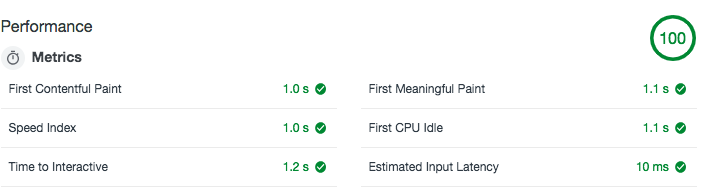 Performance
100
Metrics
First Contentful Paint 1.0 s
First Meaningful Paint 1.1 s
Speed Index 1.0 s
First CPU Idle 1.1 s
Time to Interactive 1.2 s
Estimated Input Latency 10 ms